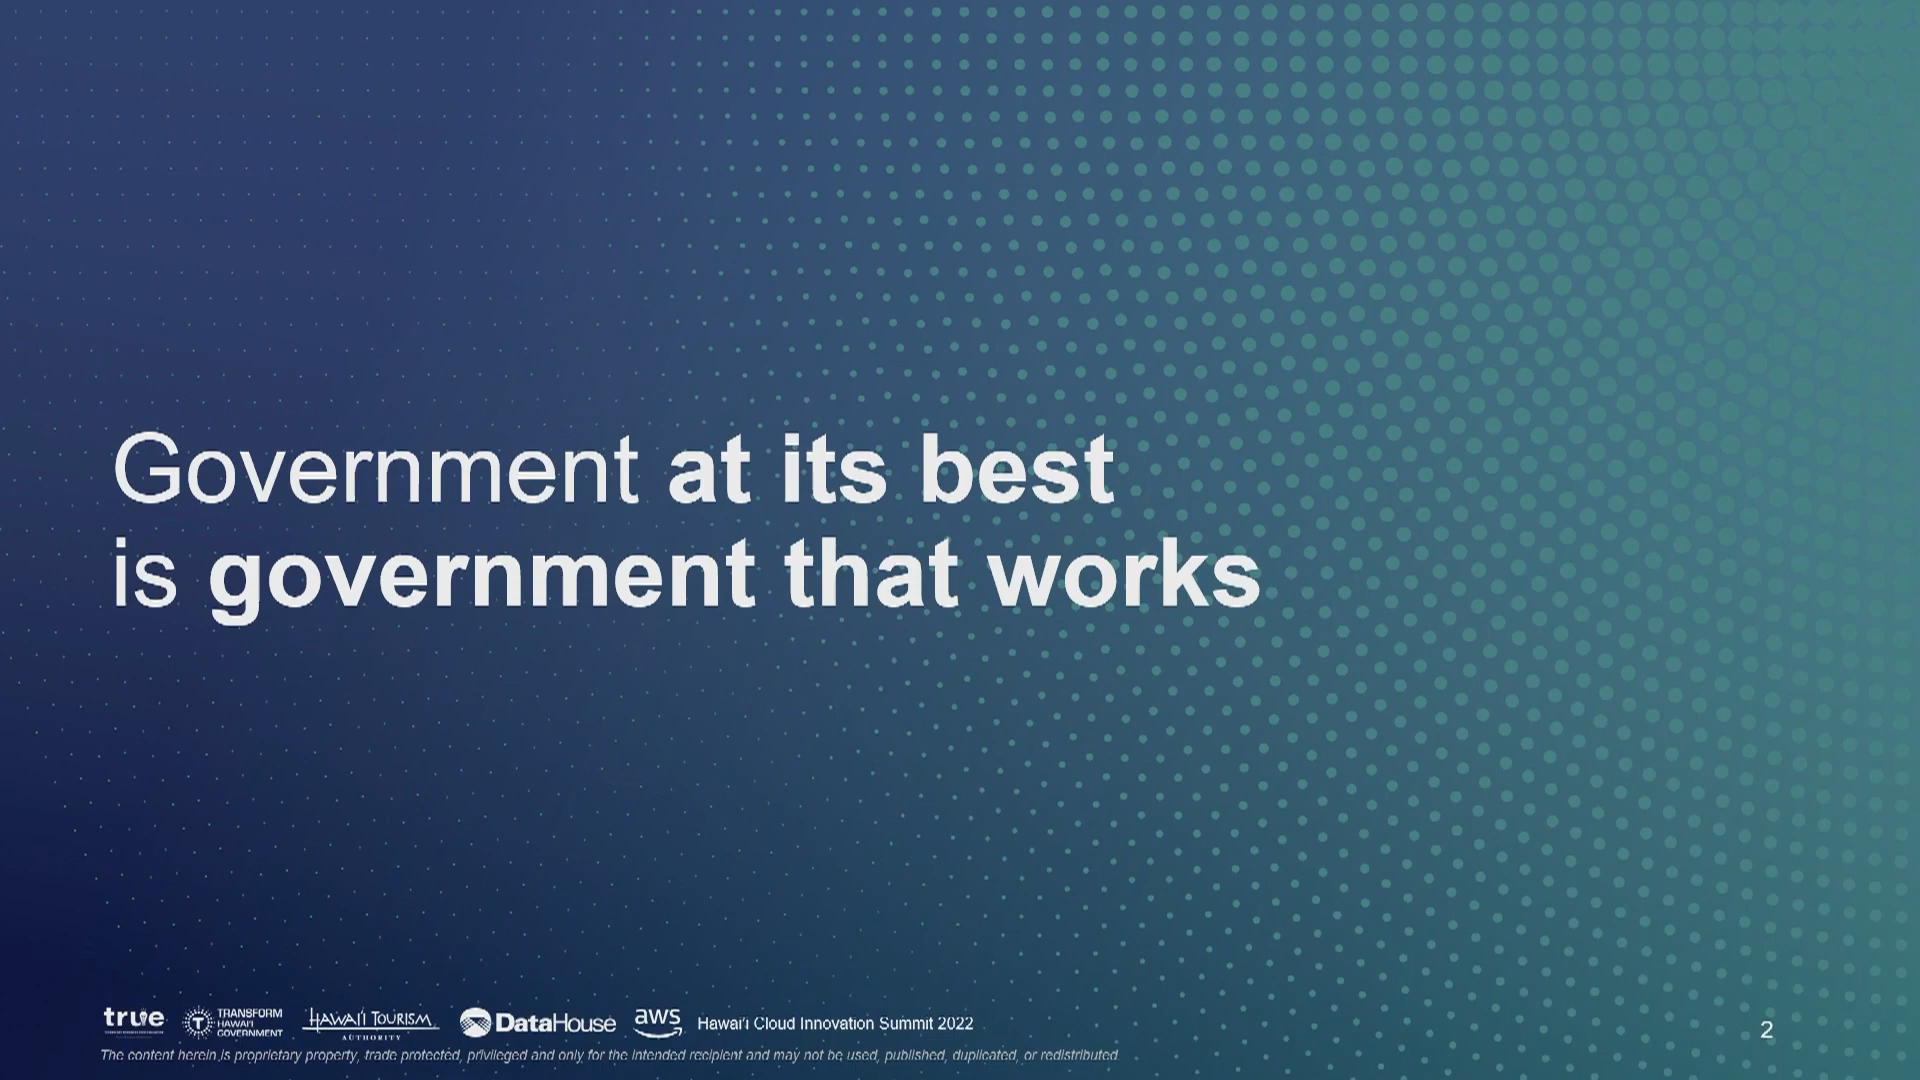 Government at its best
is government that works
true
TRANSFORM
HAWAI'I
GOVERNMENT
HAWAI'I TOURISM
AUTHORITY
DataHouse
aws
Hawai'i Cloud Innovation Summit 2022
2
The content herein is proprietary property, trade protected, privileged and only for the intended recipient and may not be used, published, duplicated, or redistributed